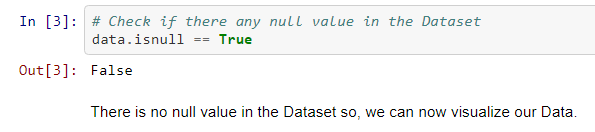 In [3]: # Check if there any null value in the Dataset
data.isnull == True
Out[3]: False
There is no null value in the Dataset so, we can now visualize our Data.